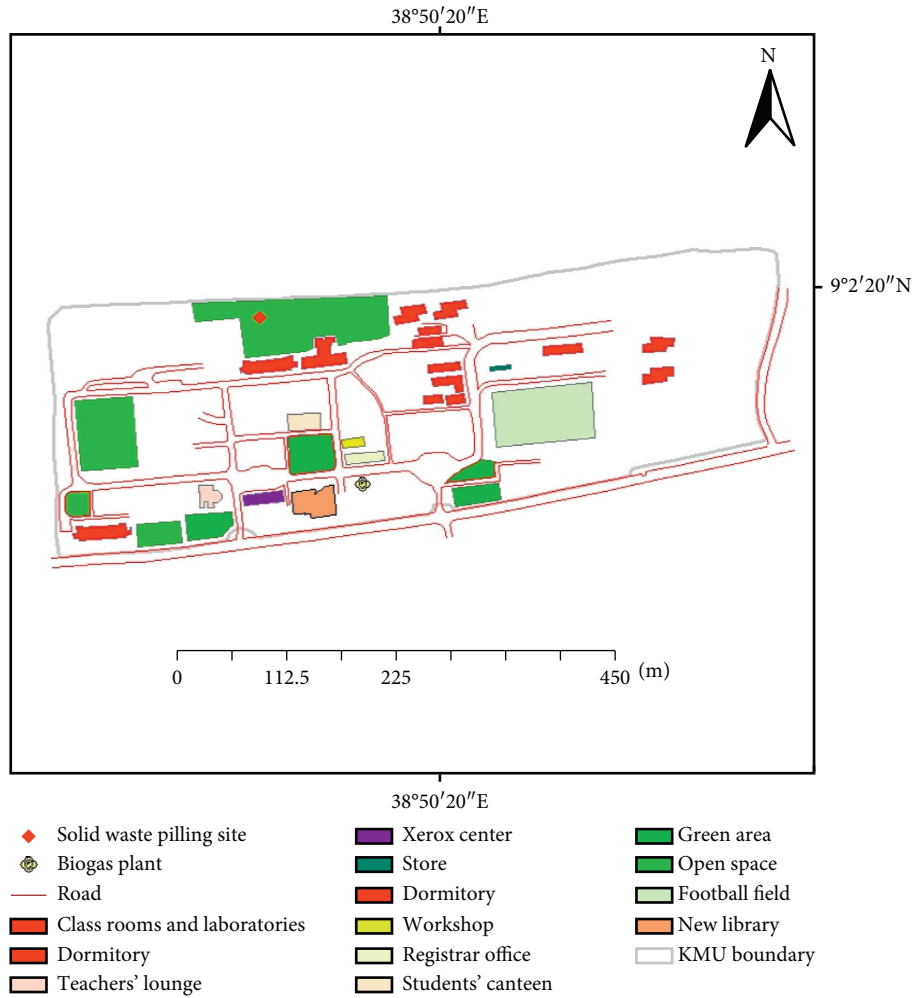 38°50′20″E
N
9°2′20″N
0 112.5 225 450 (m)
38°50′20″E
Solid waste pilling site
Biogas plant
Road
Class rooms and laboratories
Dormitory
Teachers' lounge
Xerox center
Store
Dormitory
Workshop
Registrar office
Students' canteen
Green area
Open space
Football field
New library
KMU boundary